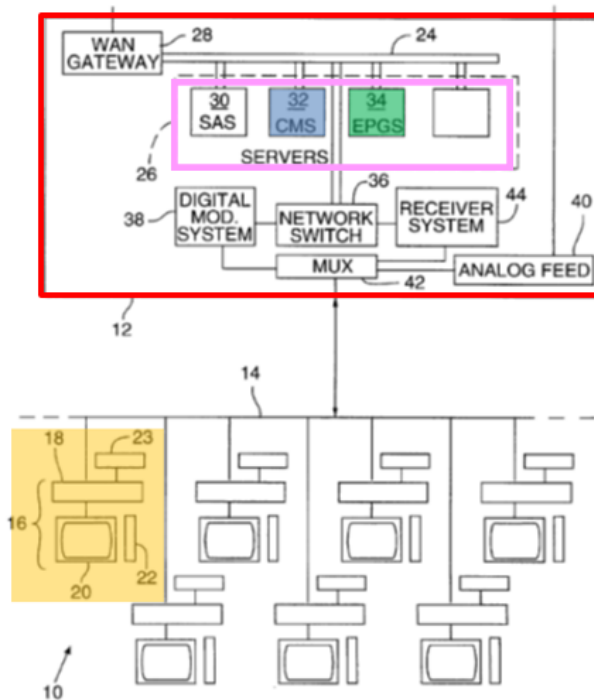 WAN
GATEWAY
28
24
30
SAS
32
CMS
34
EPGS
26
SERVERS
36
38
DIGITAL
MOD.
SYSTEM
NETWORK
SWITCH
RECEIVER
SYSTEM
44
40
MUX
ANALOG FEED
42
12
14
18
23
16
20
22
10